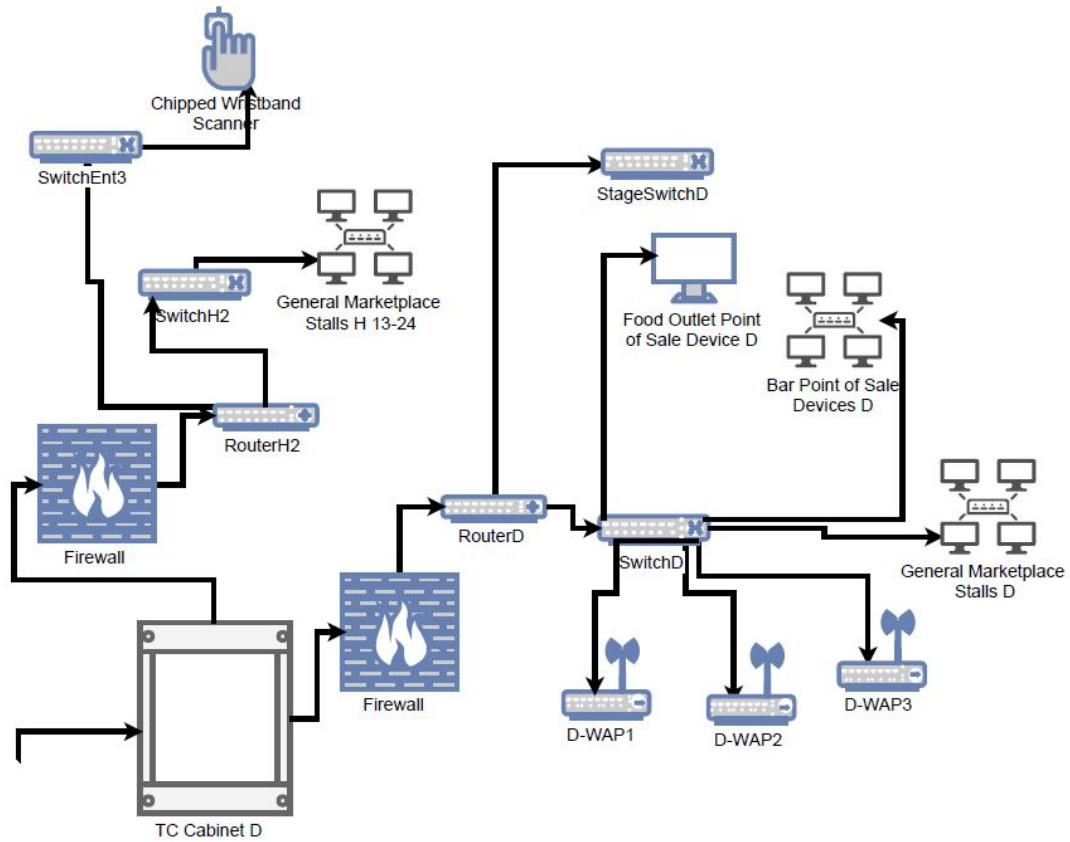 Chipped Wristband
Scanner
SwitchEnt3
StageSwitchD
SwitchH2
General Marketplace
Stalls H 13-24
Food Outlet Point
of Sale Device D
Bar Point of Sale
Devices D
RouterH2
Firewall
RouterD
SwitchD
General Marketplace
Stalls D
Firewall
D-WAP1
D-WAP2
D-WAP3
TC Cabinet D